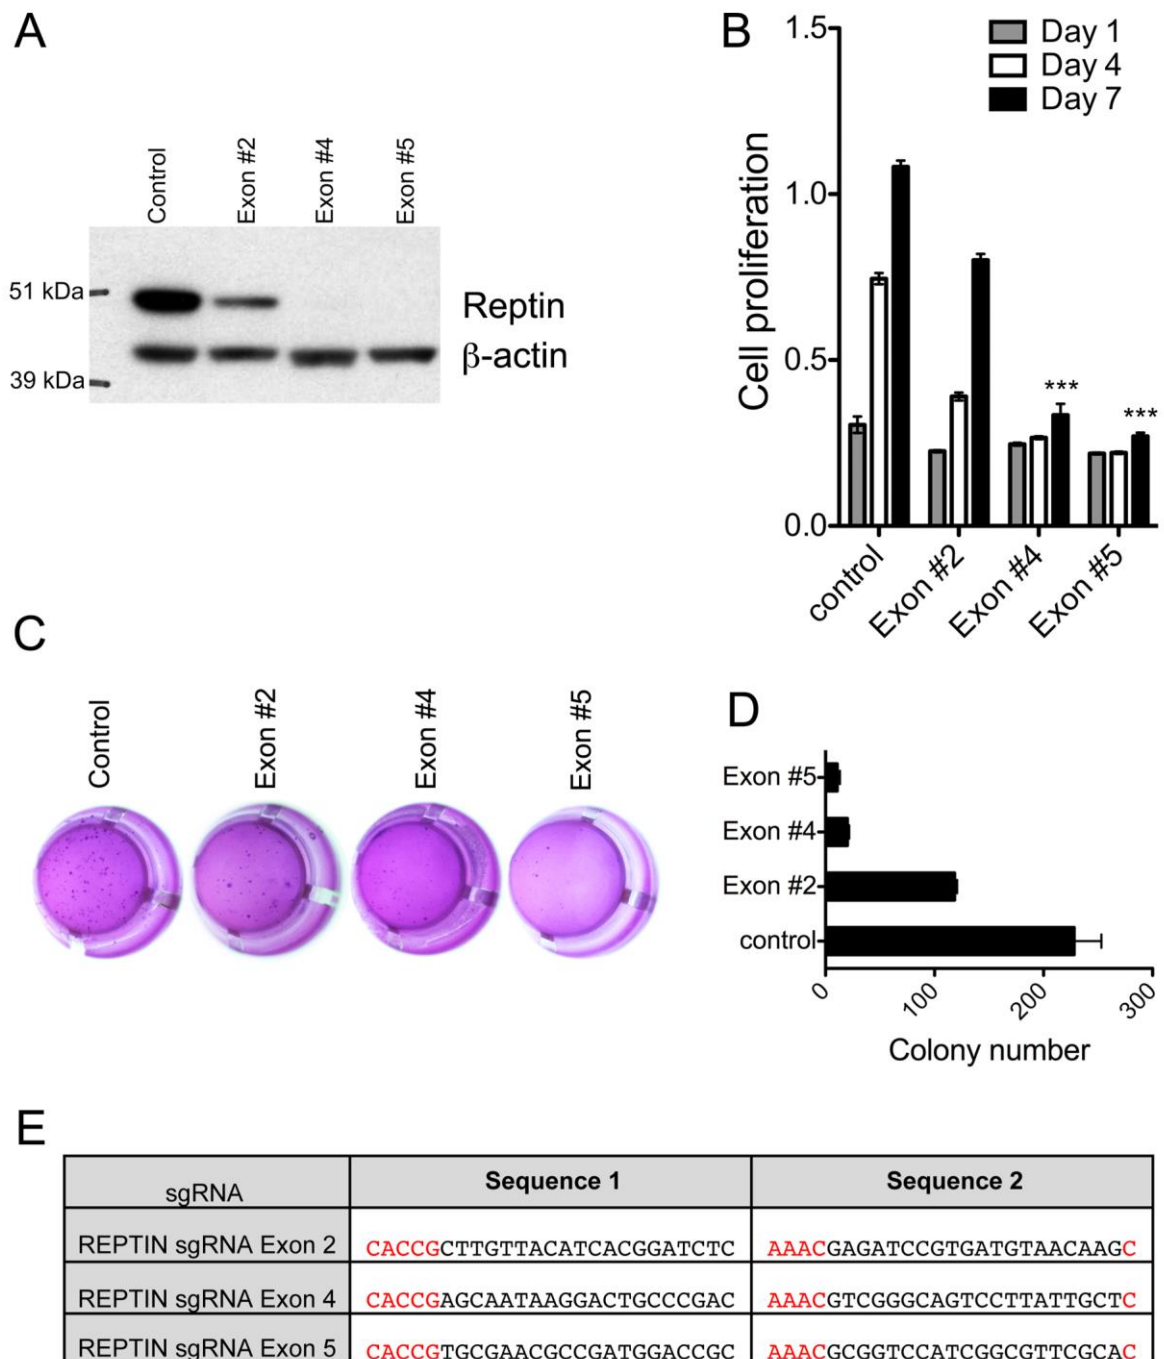 A
Control
Exon #2
Exon #4
Exon #5
51 kDa
39 kDa
Reptin
β-actin
B
Day 1
Day 4
Day 7
Cell proliferation
1.5
1.0
0.5
0.0
***
***
control
Exon #2
Exon #4
Exon #5
C
Control
Exon #2
Exon #4
Exon #5
D
Exon #5
Exon #4
Exon #2
control
0
100
200
300
Colony number
E
sgRNA Sequence 1 Sequence 2
REPTIN sgRNA Exon 2 CACCGCTTGTTACATCACGGATCTC AAACGAGATCCGTGATGTAACAAGC
REPTIN sgRNA Exon 4 CACCGAGCAATAAGGACTGCCCGAC AAACGTCGGGCAGTCCTTATTGCTC
REPTIN sgRNA Exon 5 CACCGTGCGAACGCCGATGGACCGC AAACGCGGTCCATCGGCGTTCGCAC